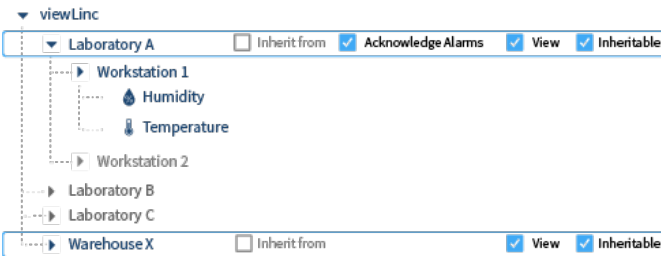 viewLinc
Laboratory A Inherit from Acknowledge Alarms View Inheritable
Workstation 1
Humidity
Temperature
Workstation 2
Laboratory B
Laboratory C
Warehouse X Inherit from View Inheritable